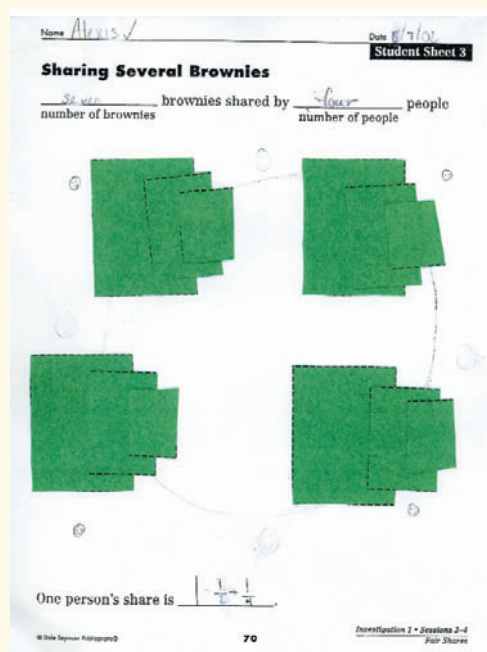 Name Alexis ✓ Date 5/7/02
Student Sheet 3
Sharing Several Brownies
seven brownies shared by four people
number of brownies number of people
One person's share is 1 1/2 + 1/4.
© Dale Seymour Publications® 70 Investigation 1 • Sessions 3–4
Fair Shares